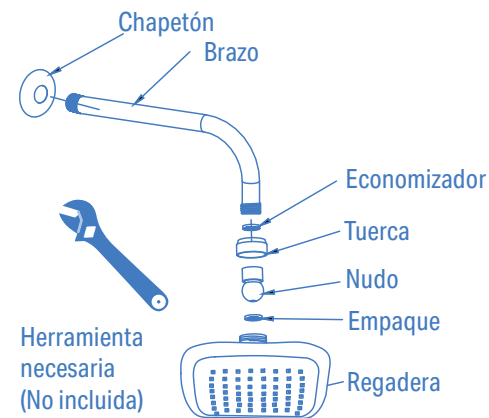 Chapetón
Brazo
Economizador
Tuerca
Nudo
Empaque
Regadera
Herramienta
necesaria
(No incluida)